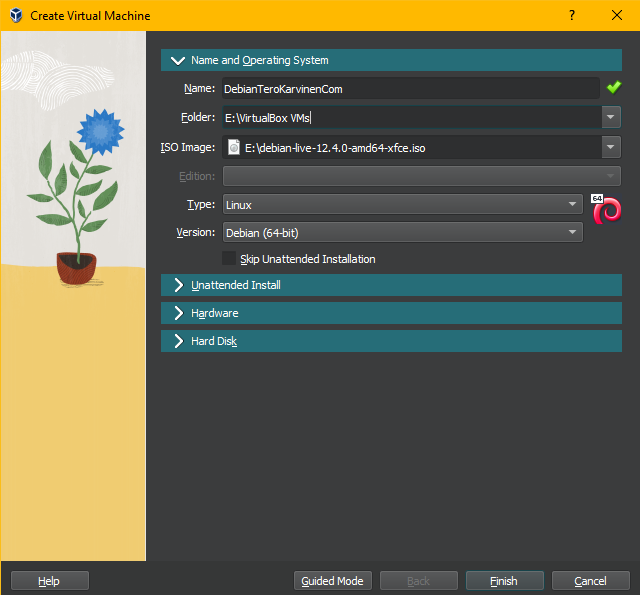 Create Virtual Machine ?
Name and Operating System
Name: DebianTeroKarvinenCom
Folder: E:\VirtualBox VMs
ISO Image: E:\debian-live-12.4.0-amd64-xfce.iso
Edition:
Type: Linux 64
Version: Debian (64-bit)
Skip Unattended Installation
Unattended Install
Hardware
Hard Disk
Help Guided Mode Back Finish Cancel